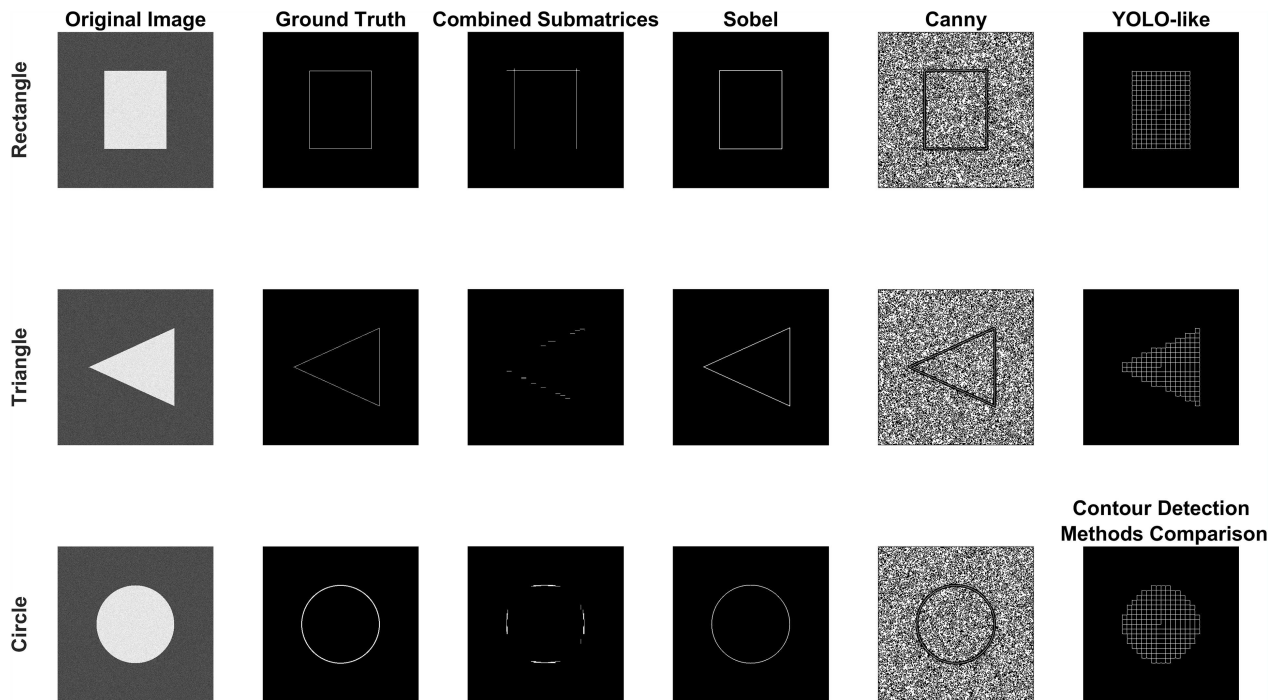 Original Image
Ground Truth
Combined Submatrices
Sobel
Canny
YOLO-like
Rectangle
Triangle
Contour Detection
Methods Comparison
Circle